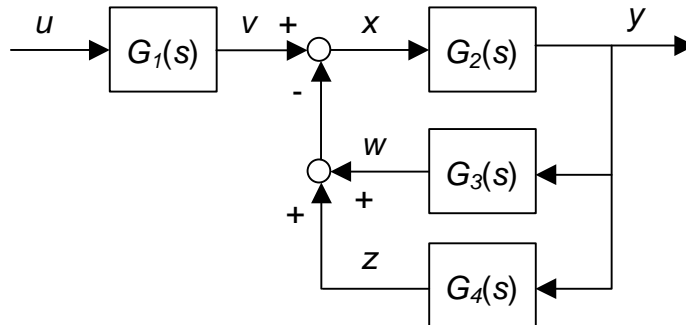 u G₁(s) v + x G₂(s) y
-
w G₃(s)
+ +
z G₄(s)